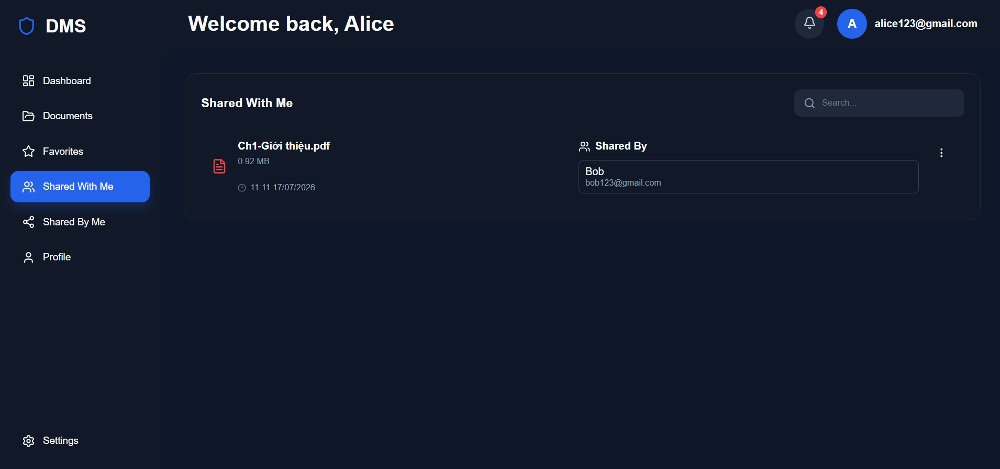 DMS
Welcome back, Alice
4
A
alice123@gmail.com
Dashboard
Documents
Favorites
Shared With Me
Shared By Me
Profile
Settings
Shared With Me
Search...
Ch1-Giới thiệu.pdf
0.92 MB
11:11 17/07/2026
Shared By
Bob
bob123@gmail.com